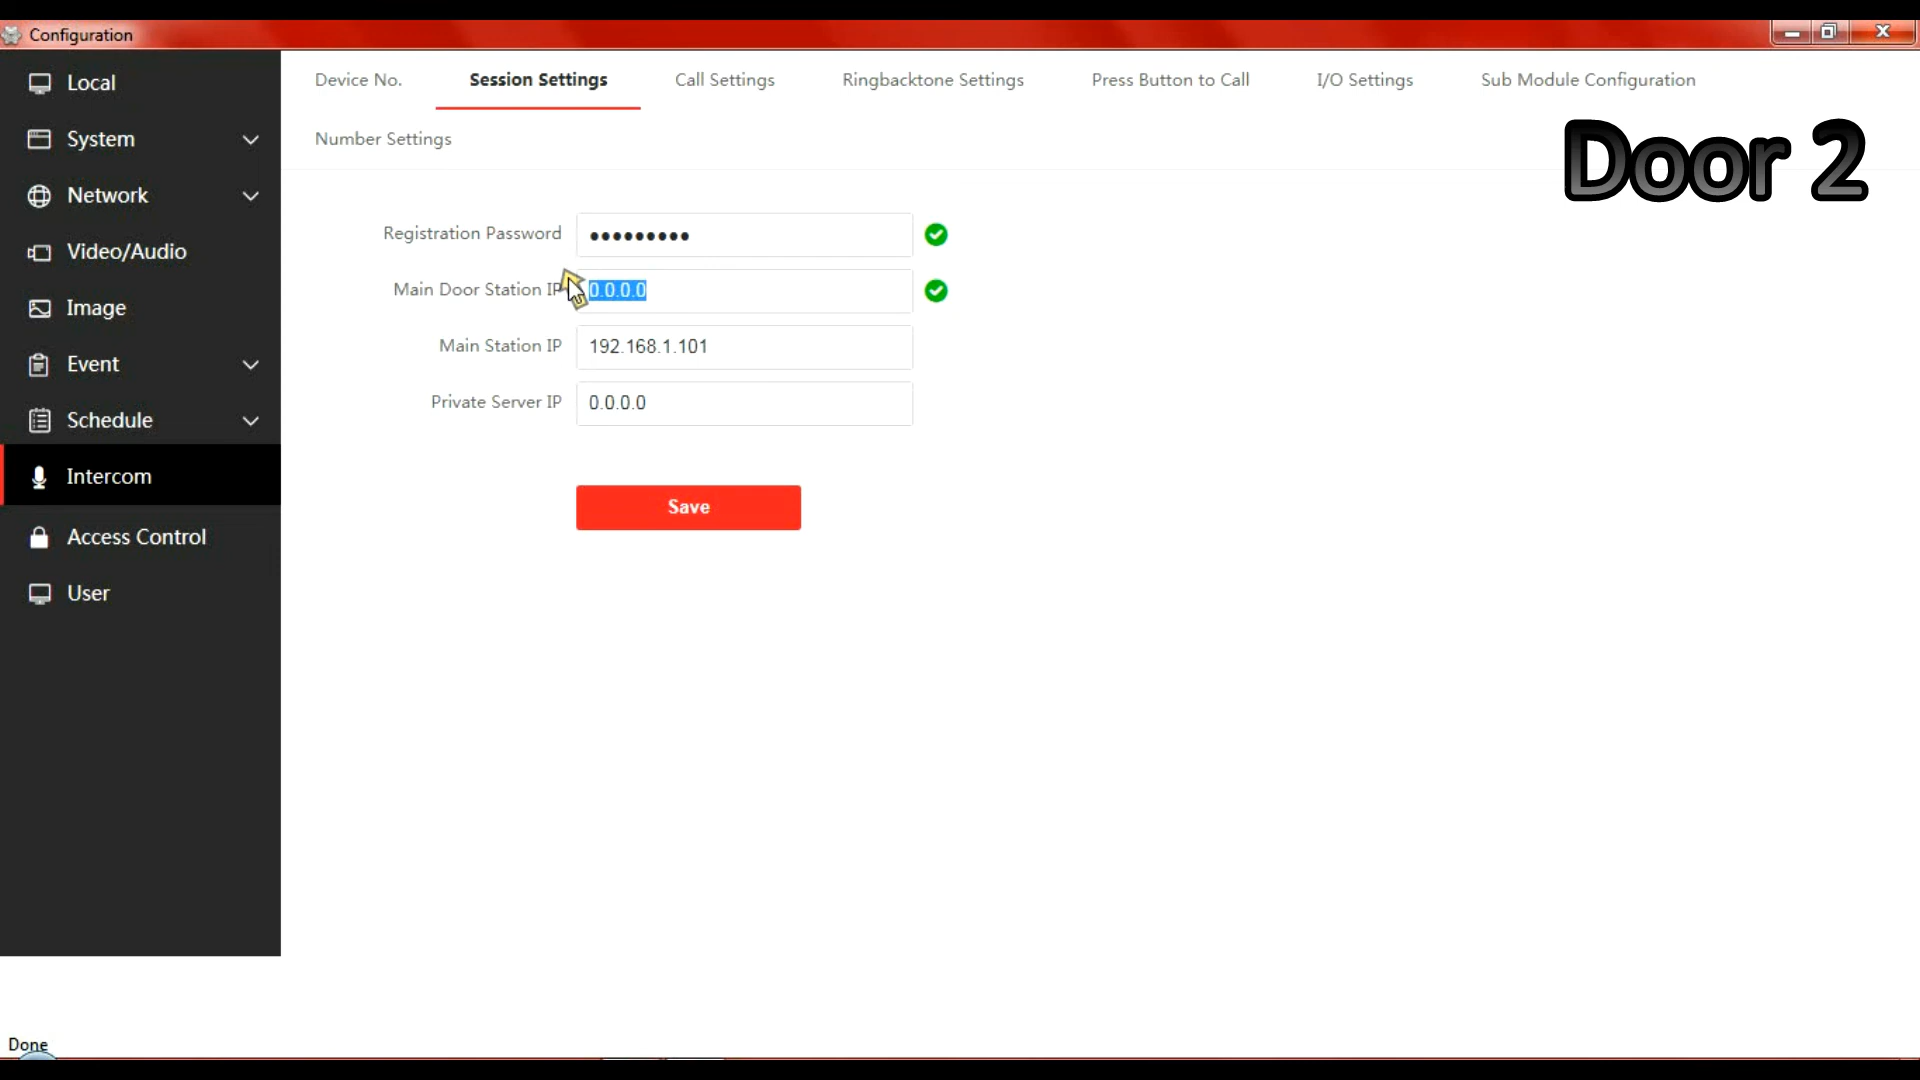 Configuration
Local
System
Network
Video/Audio
Image
Event
Schedule
Intercom
Access Control
User
Device No.
Session Settings
Call Settings
Ringbacktone Settings
Press Button to Call
I/O Settings
Sub Module Configuration
Number Settings
Door 2
Registration Password •••••••••
Main Door Station IP 0.0.0.0
Main Station IP 192.168.1.101
Private Server IP 0.0.0.0
Save
Done